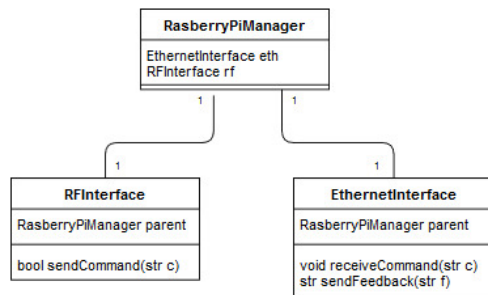 RasberryPiManager
EthernetInterface eth
RFInterface rf
1
1
1
1
RFInterface
RasberryPiManager parent
bool sendCommand(str c)
EthernetInterface
RasberryPiManager parent
void receiveCommand(str c)
str sendFeedback(str f)